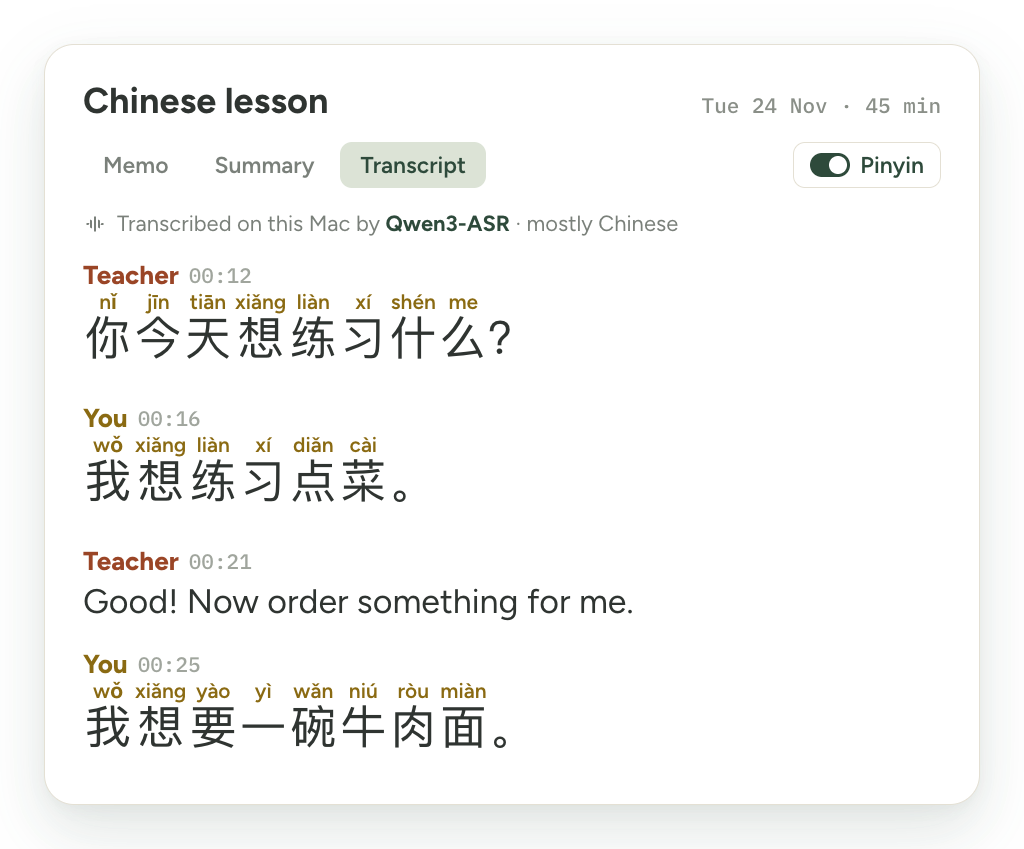 Chinese lesson
Tue 24 Nov · 45 min
Memo Summary Transcript
Pinyin
Transcribed on this Mac by Qwen3-ASR · mostly Chinese
Teacher 00:12
nǐ jīn tiān xiǎng liàn xí shén me
你今天想练习什么?
You 00:16
wǒ xiǎng liàn xí diǎn cài
我想练习点菜。
Teacher 00:21
Good! Now order something for me.
You 00:25
wǒ xiǎng yào yì wǎn niú ròu miàn
我想要一碗牛肉面。